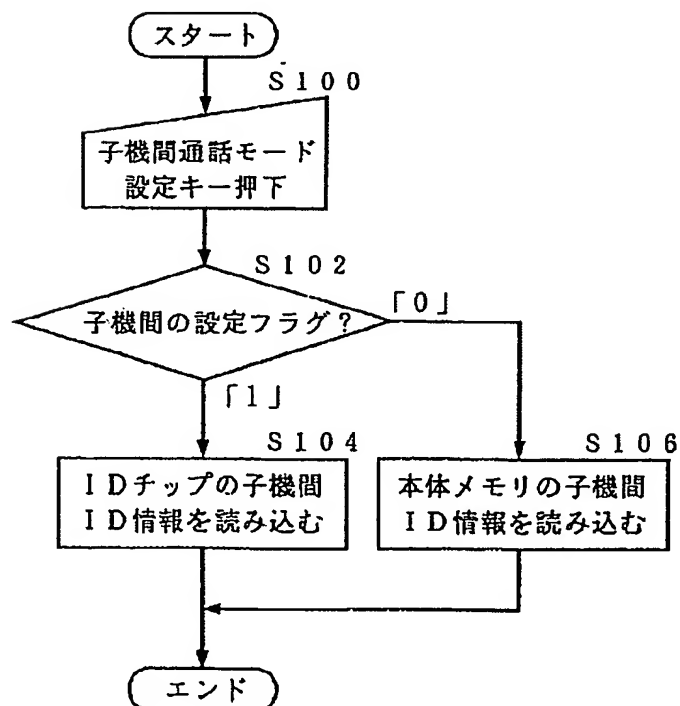 スタート
S100
子機間通話モード
設定キー押下
S102
子機間の設定フラグ?
「0」
「1」
S104
IDチップの子機間
ID情報を読み込む
S106
本体メモリの子機間
ID情報を読み込む
エンド